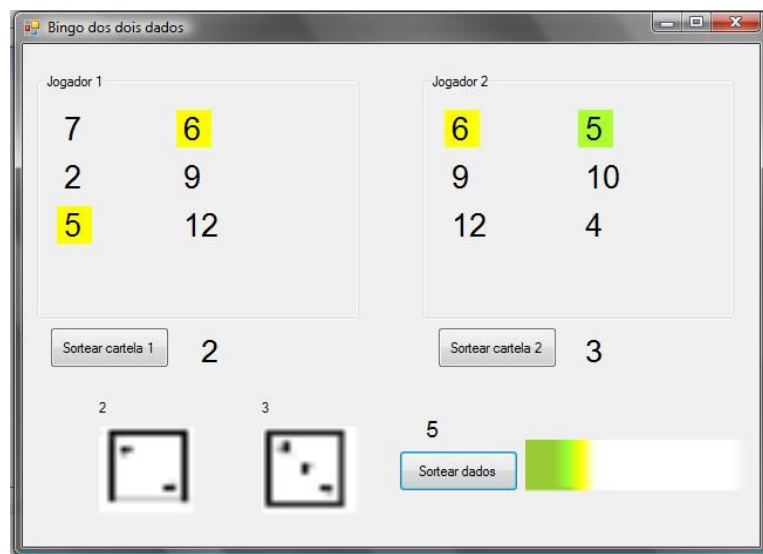 Bingo dos dois dados
Jogador 1
7 6
2 9
5 12
Jogador 2
6 5
9 10
12 4
Sortear cartela 1 2
Sortear cartela 2 3
2 3
5
Sortear dados